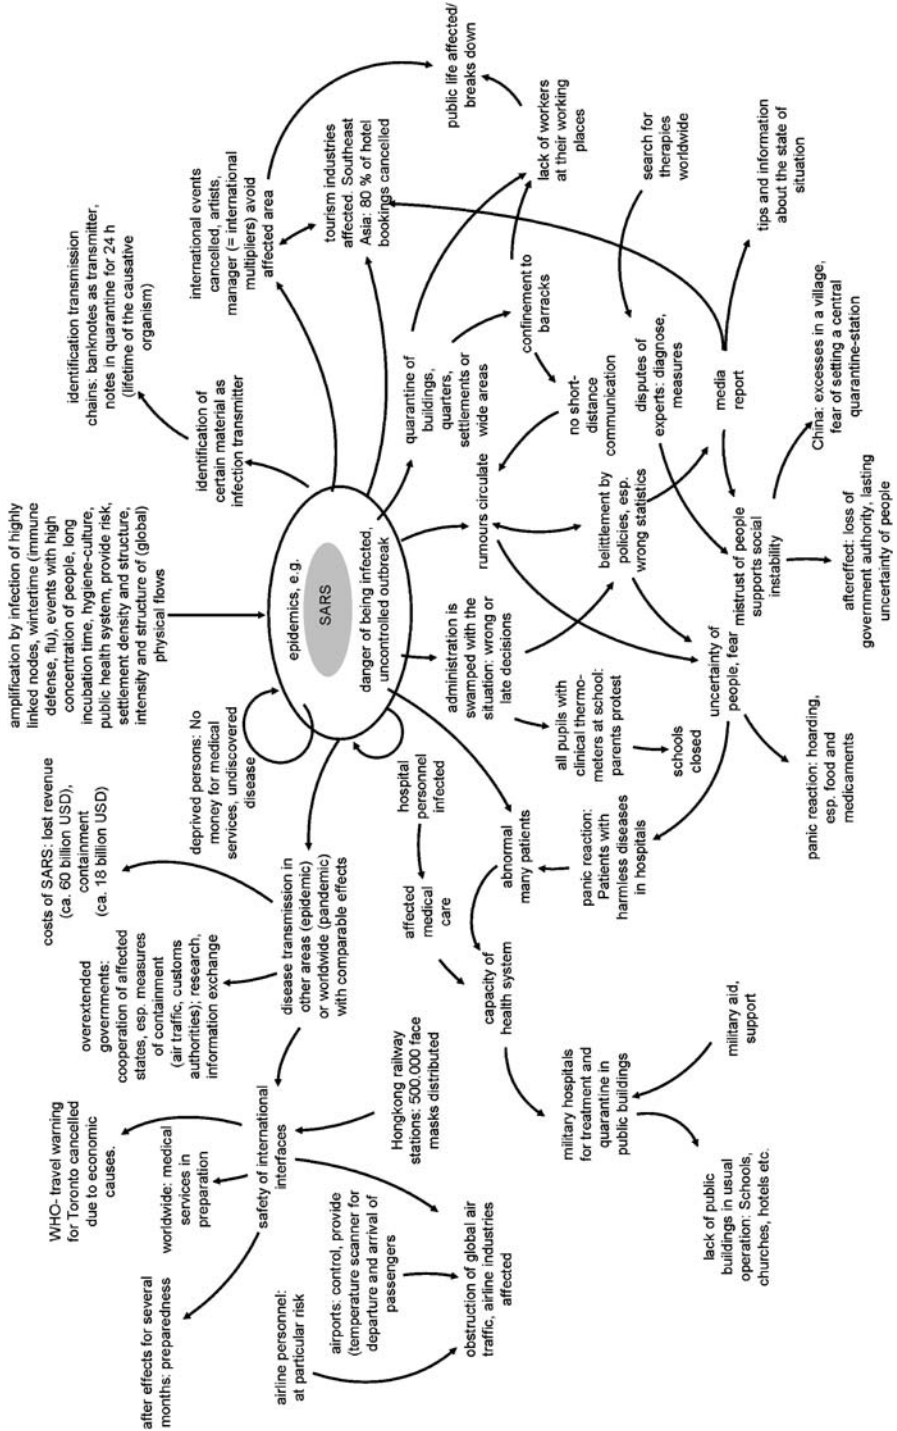 after effects for several
months: preparedness
WHO- travel warning
for Toronto cancelled
due to economic
causes.
worldwide: medical
services in
preparation
safety of international
interfaces
airline personnel:
at particular risk
airports: control, provide
(temperature scanner for
departure and arrival of
passengers
Hongkong railway
stations: 500.000 face
masks distributed
obstruction of global air
traffic, airline industries
affected
overextended
governments:
cooperation of affected
states, esp. measures
of containment
(air traffic, customs
authorities); research,
information exchange
costs of SARS: lost revenue
(ca. 60 billion USD),
containment
(ca. 18 billion USD)
disease transmission in
other areas (epidemic)
or worldwide (pandemic)
with comparable effects
deprived persons: No
money for medical
services, undiscovered
disease
hospital
personnel
infected
affected
medical
care
capacity of
health system
abnormal
many patients
panic reaction:
Patients with
harmless diseases
in hospitals
military hospitals
for treatment and
quarantine in
public buildings
military aid,
support
lack of public
buildings in usual
operation: Schools,
churches, hotels etc.
amplification by infection of highly
linked nodes, wintertime (immune
defense, flu), events with high
concentration of people, long
incubation time, hygiene-culture,
public health system, provide risk,
settlement density and structure,
intensity and structure of (global)
physical flows
epidemics, e.g.
SARS
danger of being infected,
uncontrolled outbreak
administration is
swamped with the
situation: wrong or
late decisions
all pupils with
clinical thermo-
meters at school:
parents protest
schools
closed
uncertainty of
people, fear
panic reaction: hoarding,
esp. food and
medicaments
identification of
certain material as
infection transmitter
identification transmission
chains: banknotes as transmitter,
notes in quarantine for 24 h
(lifetime of the causative
organism)
international events
cancelled, artists,
manager (= international
multipliers) avoid
affected area
tourism industries
affected. Southeast
Asia: 80 % of hotel
bookings cancelled
public life affected/
breaks down
quarantine of
buildings,
quarters,
settlements or
wide areas
confinement to
barracks
lack of workers
at their working
places
rumours circulate
no short-
distance
communication
belittlement by
policies, esp.
wrong statistics
disputes of
experts: diagnose,
measures
search for
therapies
worldwide
media
report
tips and information
about the state of
situation
mistrust of people
supports social
instability
China: excesses in a village,
fear of setting a central
quarantine-station
aftereffect: loss of
government authority, lasting
uncertainty of people